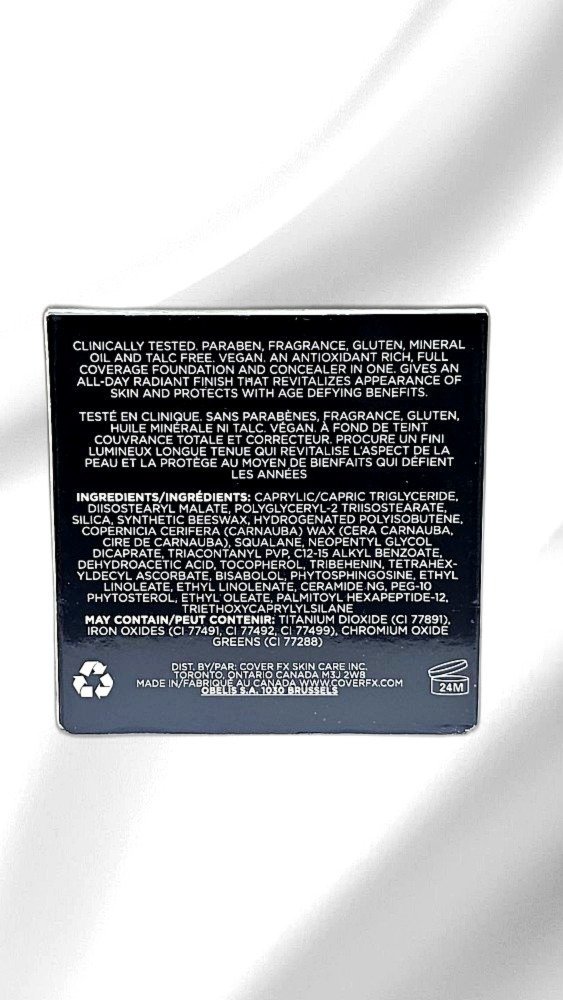 CLINICALLY TESTED. PARABEN, FRAGRANCE, GLUTEN, MINERAL
OIL AND TALC FREE. VEGAN. AN ANTIOXIDANT RICH, FULL
COVERAGE FOUNDATION AND CONCEALER IN ONE. GIVES AN
ALL-DAY RADIANT FINISH THAT REVITALIZES APPEARANCE OF
SKIN AND PROTECTS WITH AGE DEFYING BENEFITS.
TESTÉ EN CLINIQUE. SANS PARABÈNES, FRAGRANCE, GLUTEN,
HUILE MINÉRALE NI TALC. VÉGAN. À FOND DE TEINT
COUVRANCE TOTALE ET CORRECTEUR. PROCURE UN FINI
LUMINEUX LONGUE TENUE QUI REVITALISE L'ASPECT DE LA
PEAU ET LA PROTÈGE AU MOYEN DE BIENFAITS QUI DÉFIENT
LES ANNÉES
INGREDIENTS/INGRÉDIENTS: CAPRYLIC/CAPRIC TRIGLYCERIDE,
DIISOSTEARYL MALATE, POLYGLYCERYL-2 TRIISOSTEARATE,
SILICA, SYNTHETIC BEESWAX, HYDROGENATED POLYISOBUTENE,
COPERNICIA CERIFERA (CARNAUBA) WAX (CERA CARNAUBA,
CIRE DE CARNAUBA), SQUALANE, NEOPENTYL GLYCOL
DICAPRATE, TRIACONTANYL PVP, C12-15 ALKYL BENZOATE,
DEHYDROACETIC ACID, TOCOPHEROL, TRIBEHENIN, TETRAHEX-
YLDECYL ASCORBATE, BISABOLOL, PHYTOSPHINGOSINE, ETHYL
LINOLEATE, ETHYL LINOLENATE, CERAMIDE NG, PEG-10
PHYTOSTEROL, ETHYL OLEATE, PALMITOYL HEXAPEPTIDE-12,
TRIETHOXYCAPRYLYLSILANE
MAY CONTAIN/PEUT CONTENIR: TITANIUM DIOXIDE (CI 77891),
IRON OXIDES (CI 77491, CI 77492, CI 77499), CHROMIUM OXIDE
GREENS (CI 77288)
DIST. BY/PAR: COVER FX SKIN CARE INC.
TORONTO, ONTARIO CANADA M3J 2W8
MADE IN/FABRIQUÉ AU CANADA WWW.COVERFX.COM
OBELIS S.A. 1030 BRUSSELS
24M